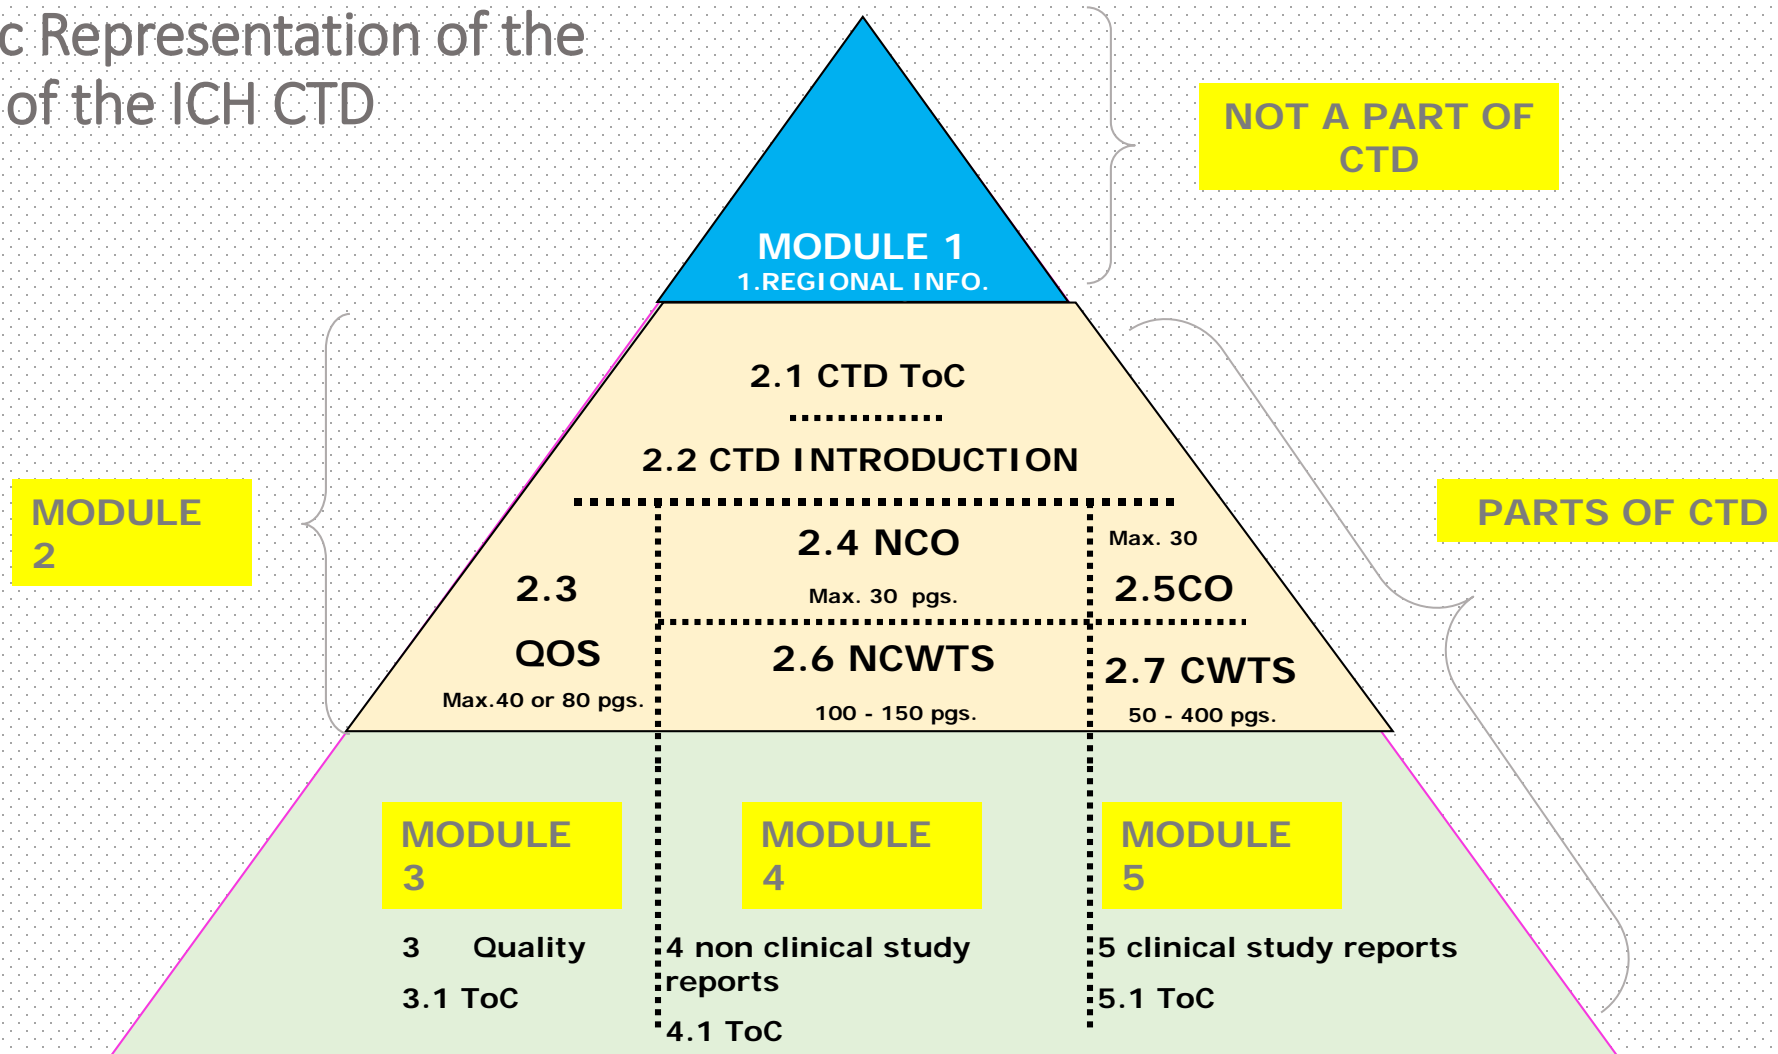 c Representation of the
of the ICH CTD
NOT A PART OF
CTD
MODULE 1
1.REGIONAL INFO.
2.1 CTD ToC
2.2 CTD INTRODUCTION
MODULE
2
PARTS OF CTD
2.3
QOS
Max.40 or 80 pgs.
2.4 NCO
Max. 30 pgs.
2.6 NCWTS
100 - 150 pgs.
Max. 30
2.5CO
2.7 CWTS
50 - 400 pgs.
MODULE
3
3 Quality
3.1 ToC
MODULE
4
4 non clinical study
reports
4.1 ToC
MODULE
5
5 clinical study reports
5.1 ToC